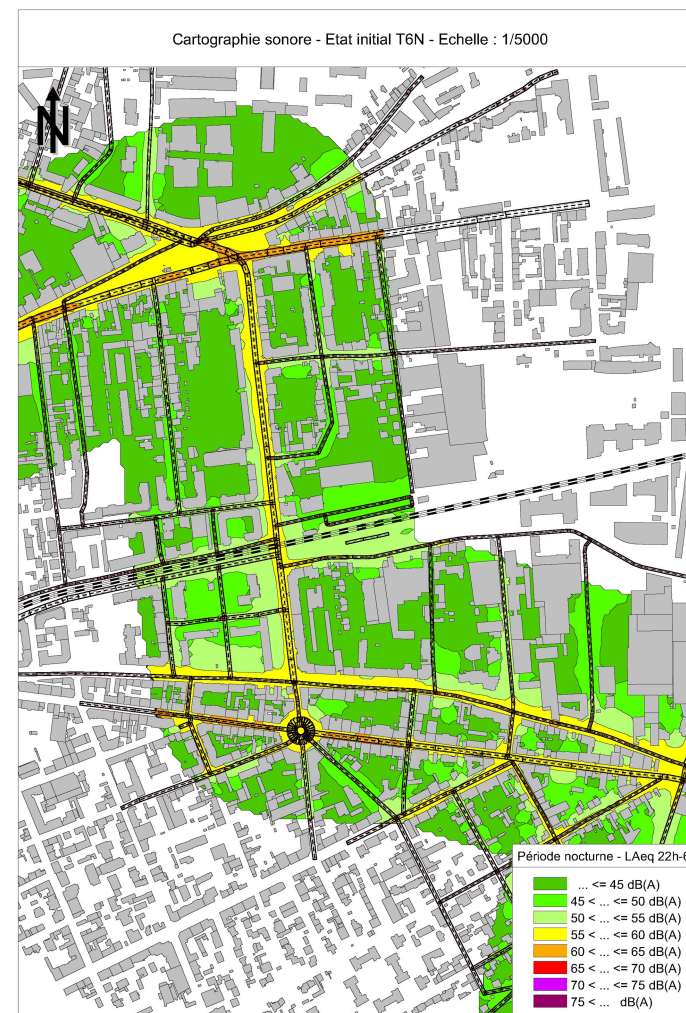 Cartographie sonore - Etat initial T6N - Echelle : 1/5000
N
Période nocturne - LAeq 22h-6
... <= 45 dB(A)
45 < ... <= 50 dB(A)
50 < ... <= 55 dB(A)
55 < ... <= 60 dB(A)
60 < ... <= 65 dB(A)
65 < ... <= 70 dB(A)
70 < ... <= 75 dB(A)
75 < ... dB(A)